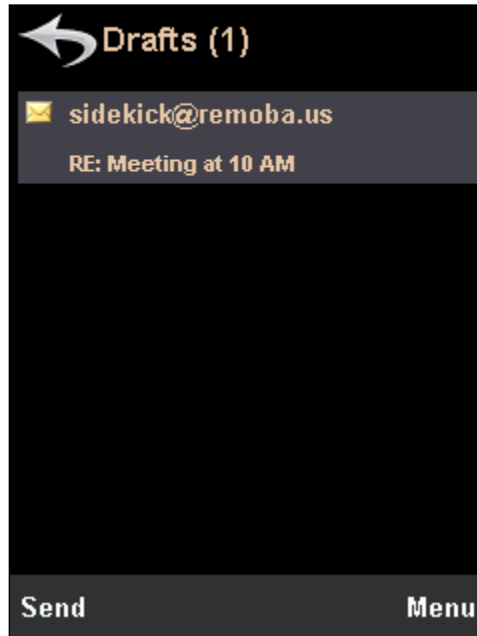 Drafts (1)
sidekick@remoba.us
RE: Meeting at 10 AM
Send Menu